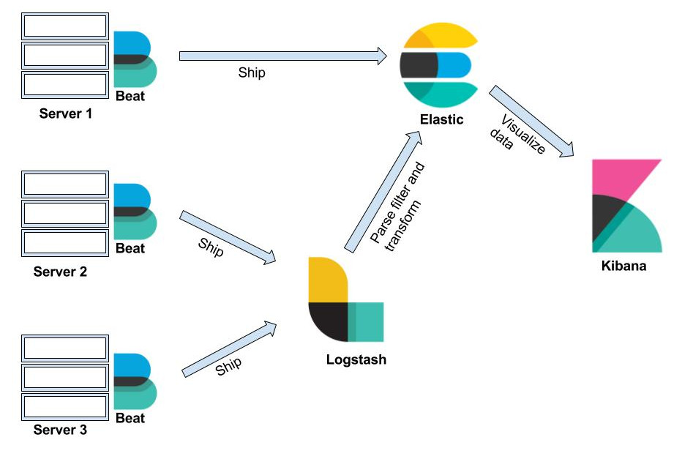 Beat
Server 1
Ship
Elastic
Visualize
data
Parse filter and
transform
Kibana
Beat
Server 2
Ship
Logstash
Ship
Beat
Server 3